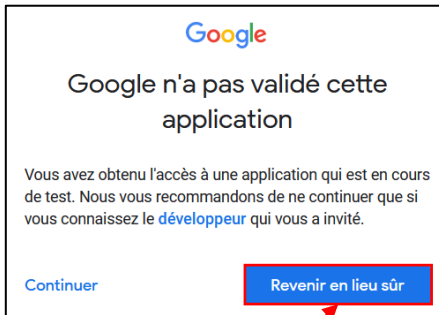 Google
Google n'a pas validé cette
application
Vous avez obtenu l'accès à une application qui est en cours
de test. Nous vous recommandons de ne continuer que si
vous connaissez le développeur qui vous a invité.
Continuer Revenir en lieu sûr